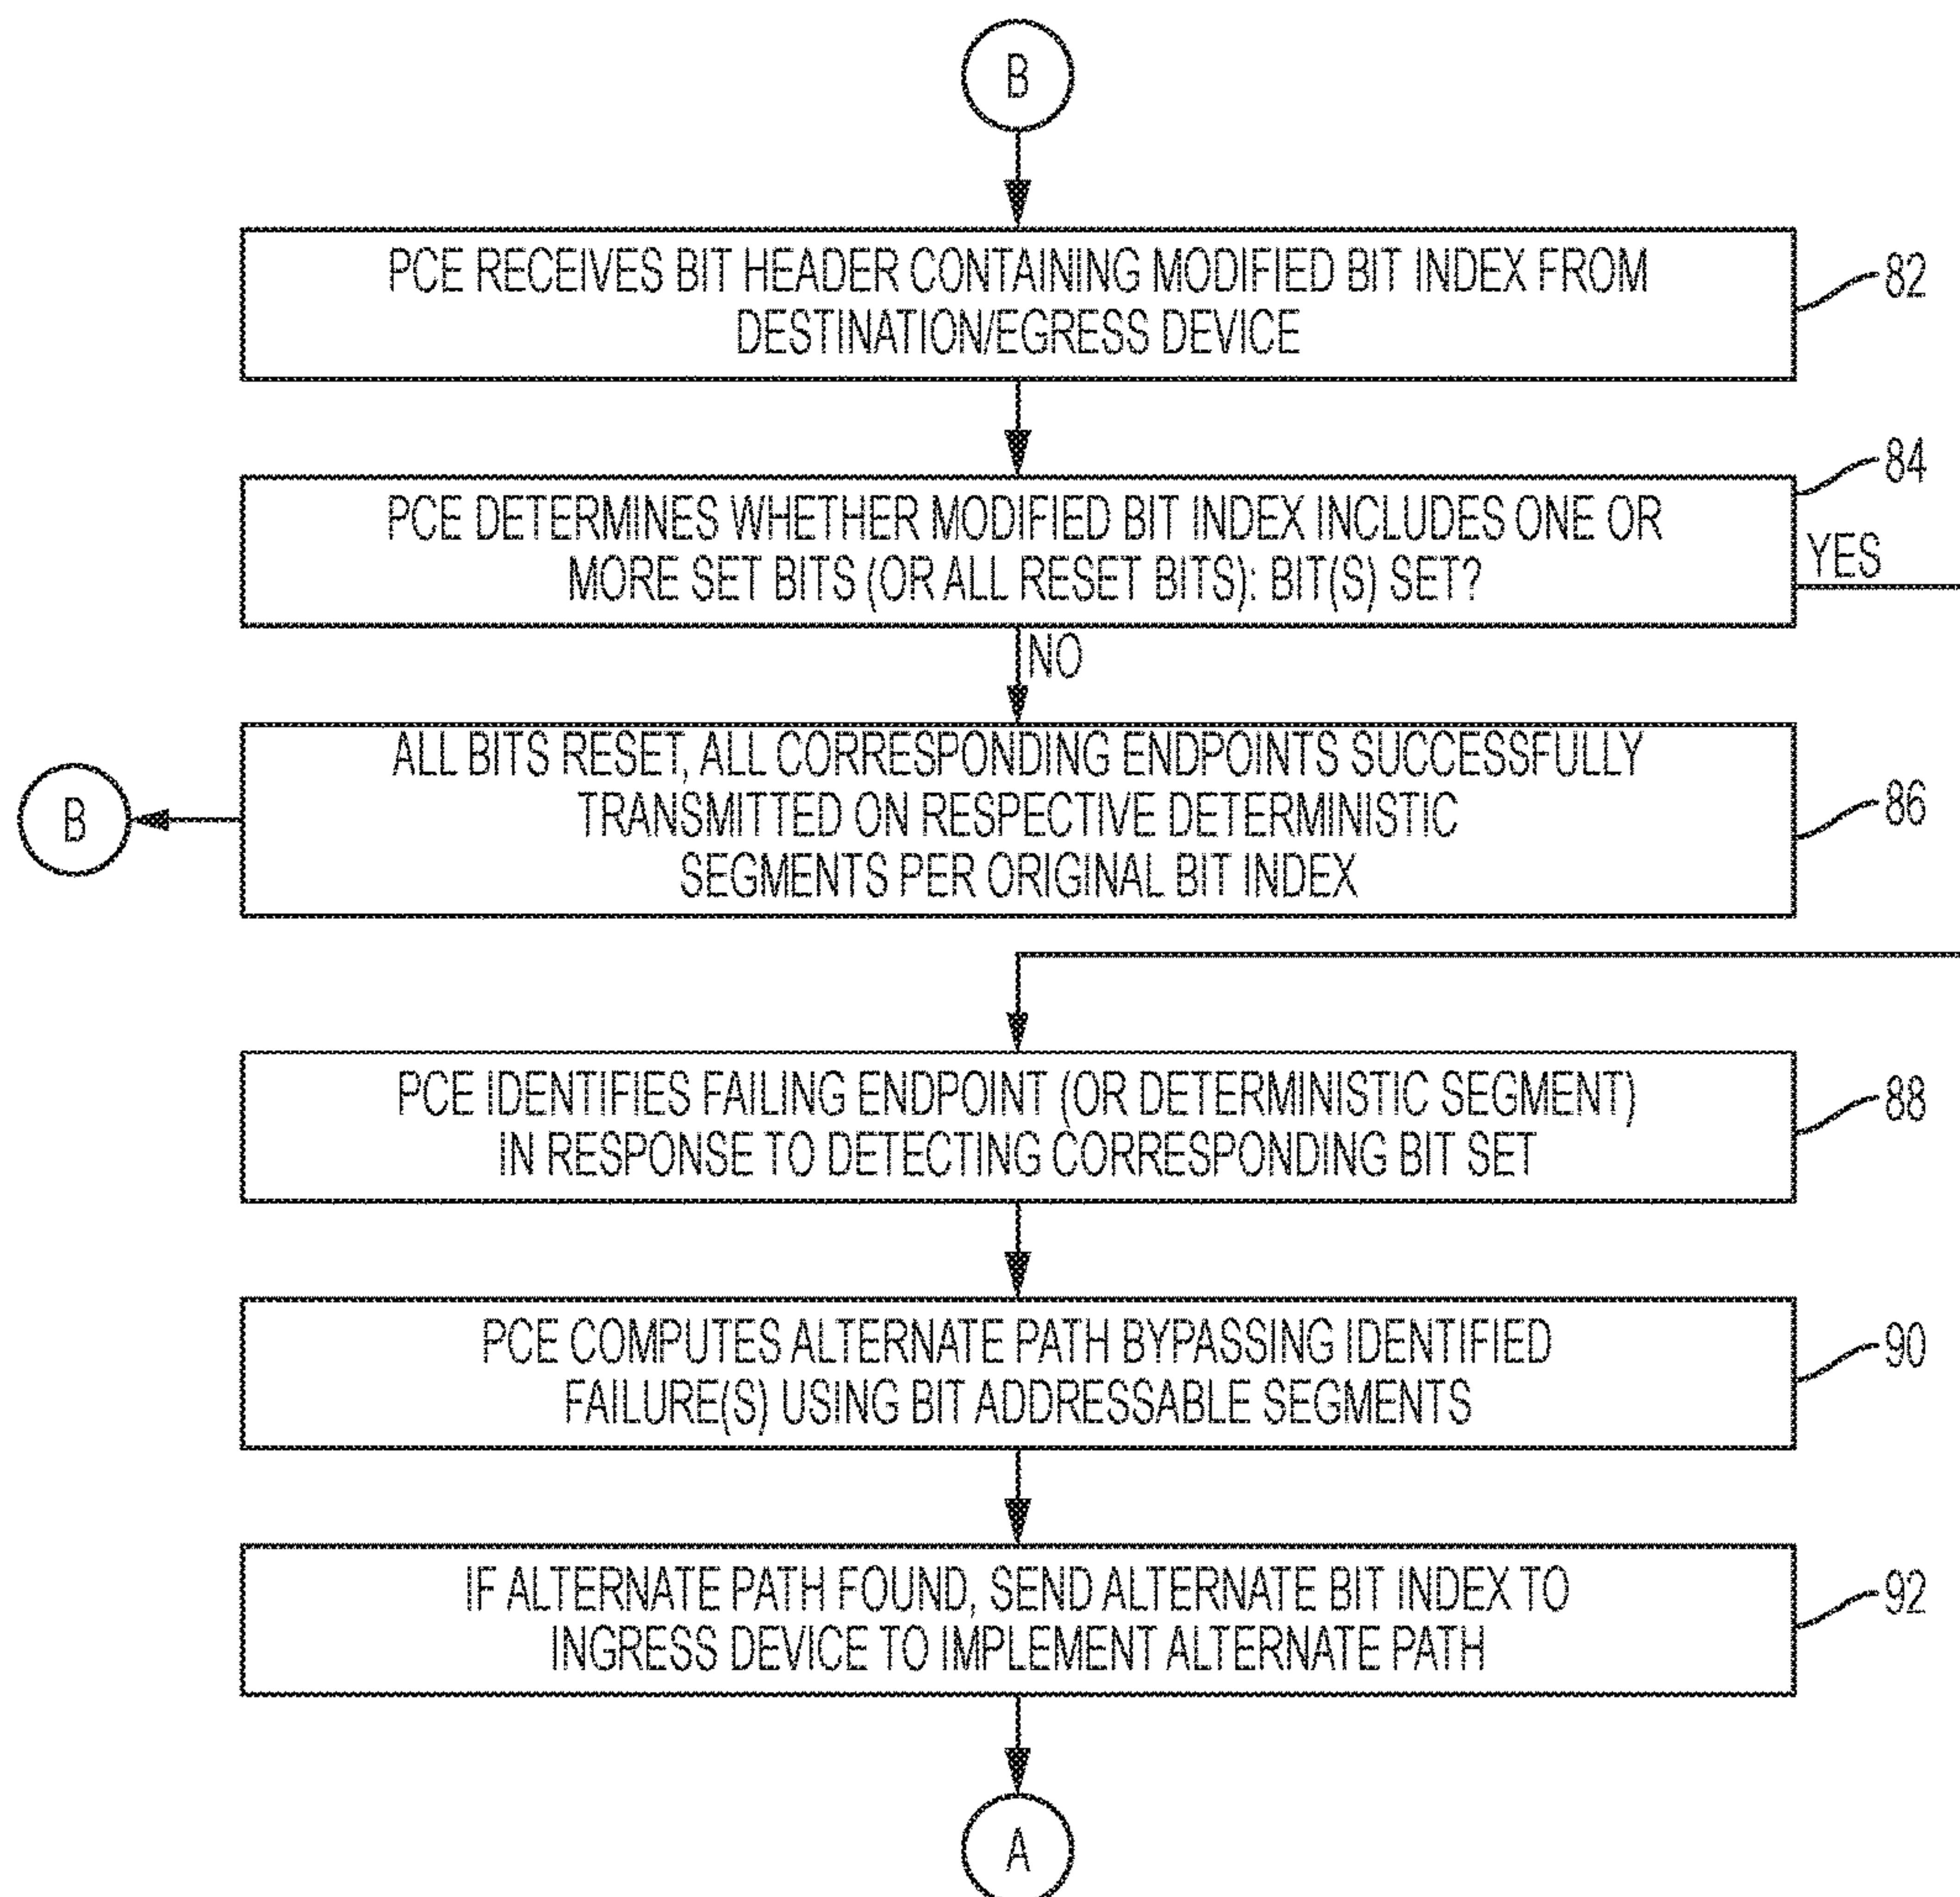 B
PCE RECEIVES BIT HEADER CONTAINING MODIFIED BIT INDEX FROM
DESTINATION/EGRESS DEVICE
82
PCE DETERMINES WHETHER MODIFIED BIT INDEX INCLUDES ONE OR
MORE SET BITS (OR ALL RESET BITS): BIT(S) SET?
84
YES
NO
ALL BITS RESET, ALL CORRESPONDING ENDPOINTS SUCCESSFULLY
TRANSMITTED ON RESPECTIVE DETERMINISTIC
SEGMENTS PER ORIGINAL BIT INDEX
86
B
PCE IDENTIFIES FAILING ENDPOINT (OR DETERMINISTIC SEGMENT)
IN RESPONSE TO DETECTING CORRESPONDING BIT SET
88
PCE COMPUTES ALTERNATE PATH BYPASSING IDENTIFIED
FAILURE(S) USING BIT ADDRESSABLE SEGMENTS
90
IF ALTERNATE PATH FOUND, SEND ALTERNATE BIT INDEX TO
INGRESS DEVICE TO IMPLEMENT ALTERNATE PATH
92
A